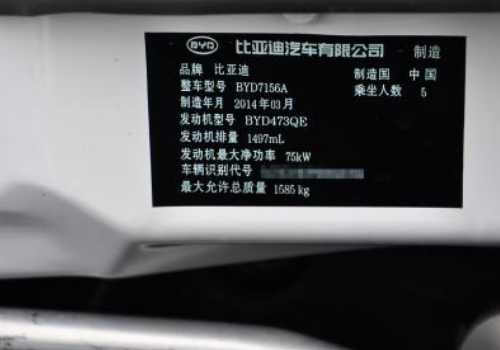 BYD 比亚迪汽车有限公司 制造
品牌 比亚迪 制造国 中国
整车型号 BYD7156A 乘坐人数 5
制造年月 2014年03月
发动机型号 BYD473QE
发动机排量 1497mL
发动机最大净功率 75kW
车辆识别代号
最大允许总质量 1585kg